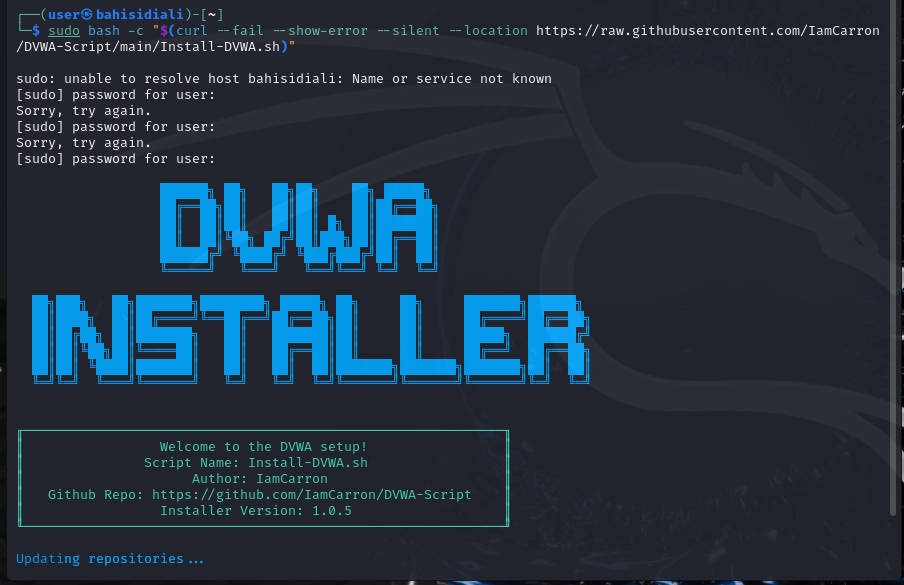 ┌──(user㉿bahisidiali)-[~]
└─$ sudo bash -c "$(curl --fail --show-error --silent --location https://raw.githubusercontent.com/IamCarron
/DVWA-Script/main/Install-DVWA.sh)"
sudo: unable to resolve host bahisidiali: Name or service not known
[sudo] password for user:
Sorry, try again.
[sudo] password for user:
Sorry, try again.
[sudo] password for user:
DVWA
INSTALLER
Welcome to the DVWA setup!
Script Name: Install-DVWA.sh
Author: IamCarron
Github Repo: https://github.com/IamCarron/DVWA-Script
Installer Version: 1.0.5
Updating repositories...